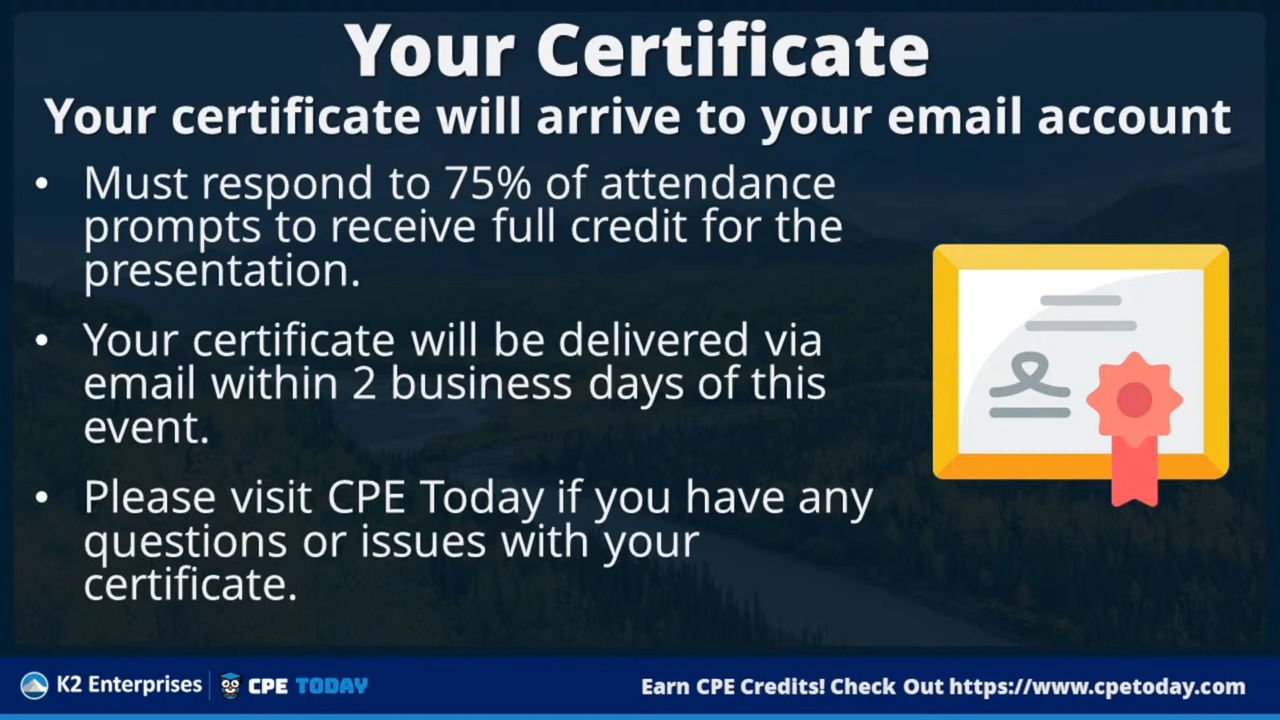 Your Certificate
Your certificate will arrive to your email account
• Must respond to 75% of attendance
prompts to receive full credit for the
presentation.
• Your certificate will be delivered via
email within 2 business days of this
event.
• Please visit CPE Today if you have any
questions or issues with your
certificate.
K2 Enterprises CPE TODAY Earn CPE Credits! Check Out https://www.cpetoday.com